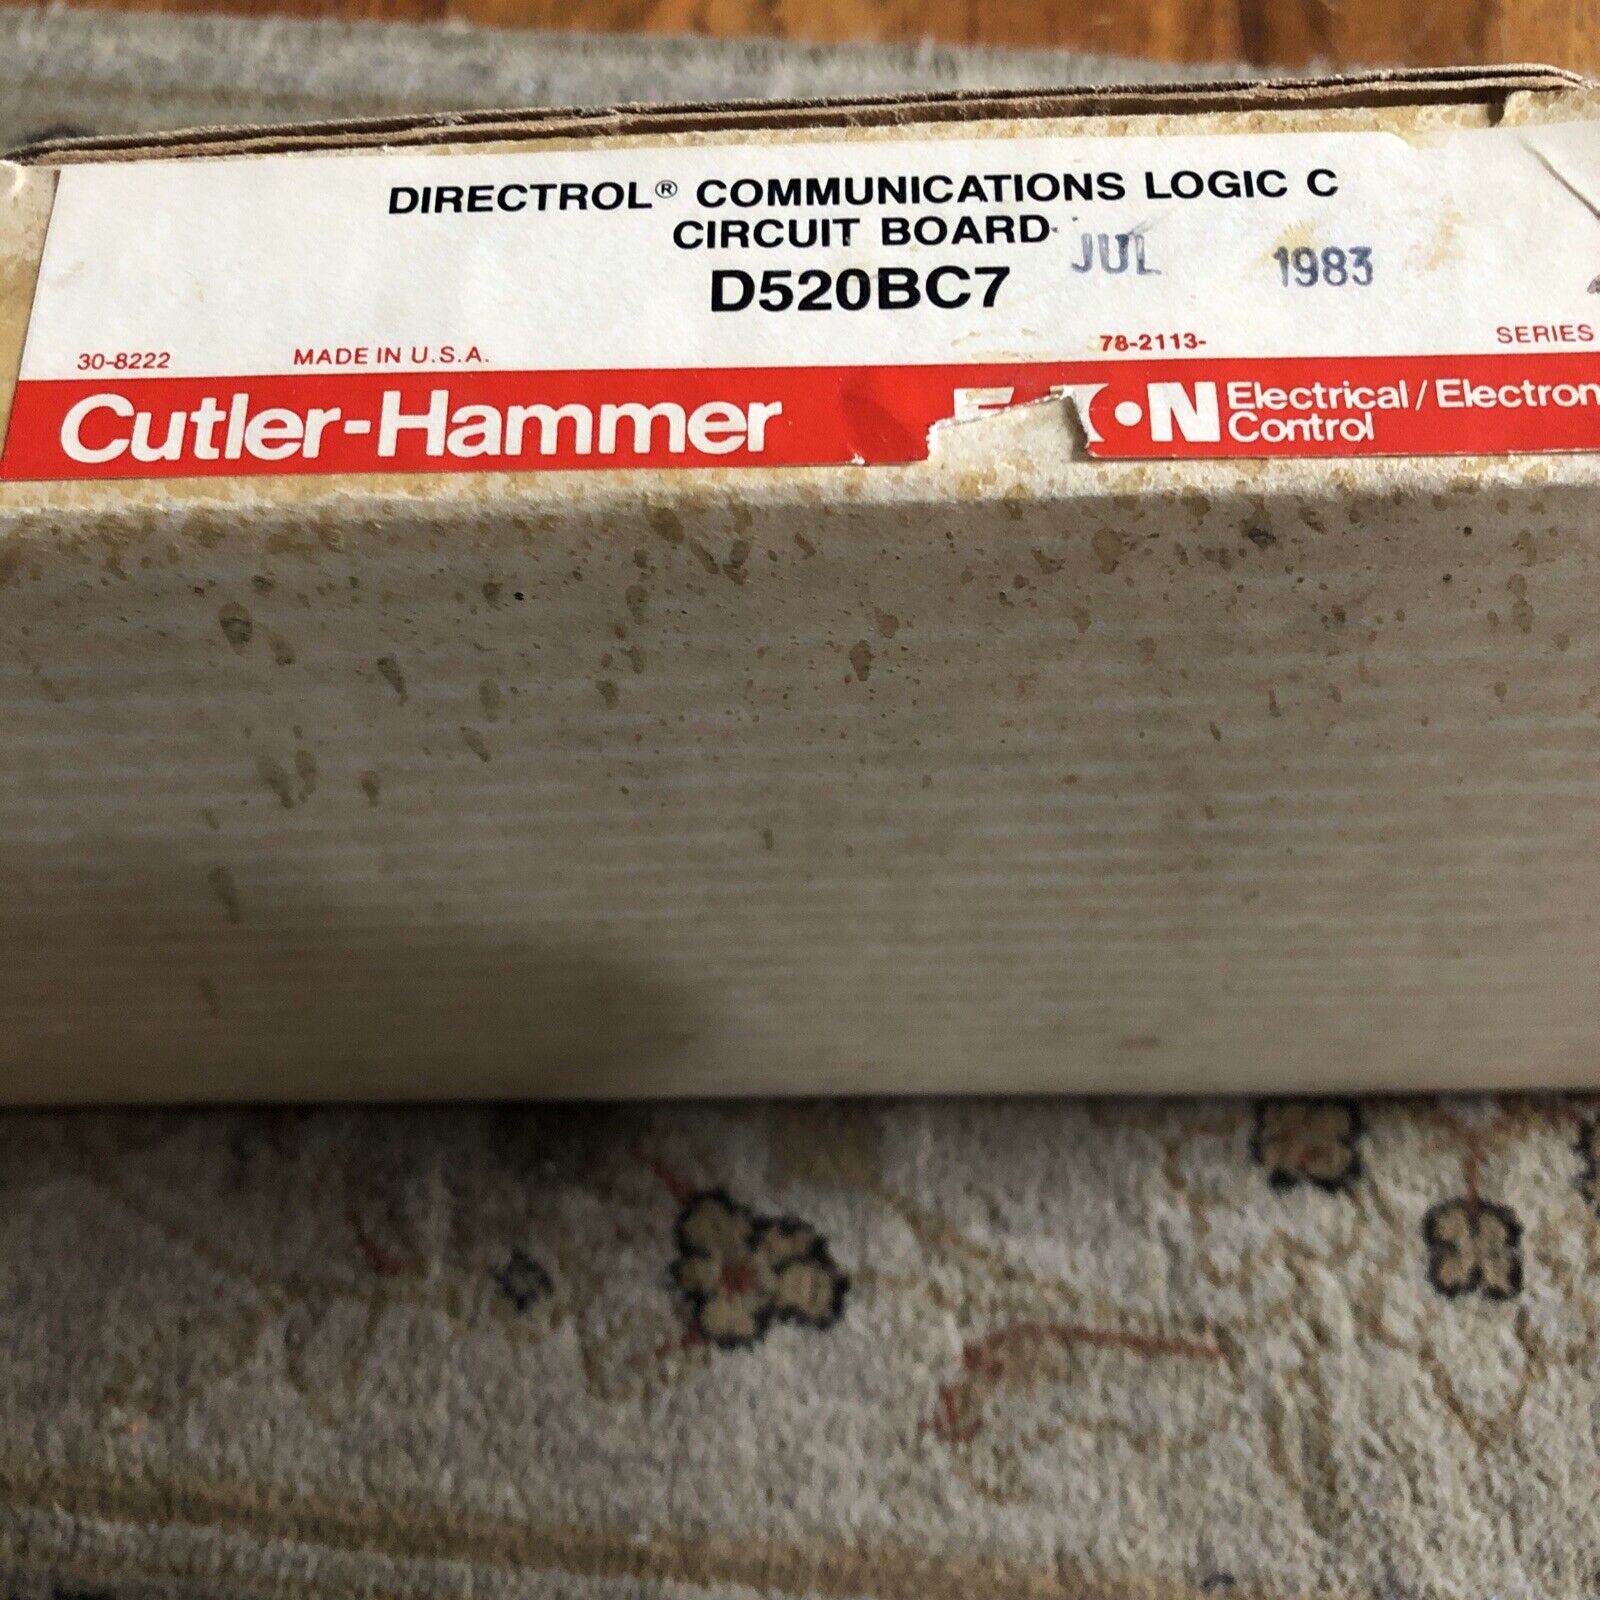 DIRECTROL® COMMUNICATIONS LOGIC C
CIRCUIT BOARD
JUL 1983
D520BC7
30-8222 MADE IN U.S.A. 78-2113- SERIES
Cutler-Hammer
Electrical/Electron
Control